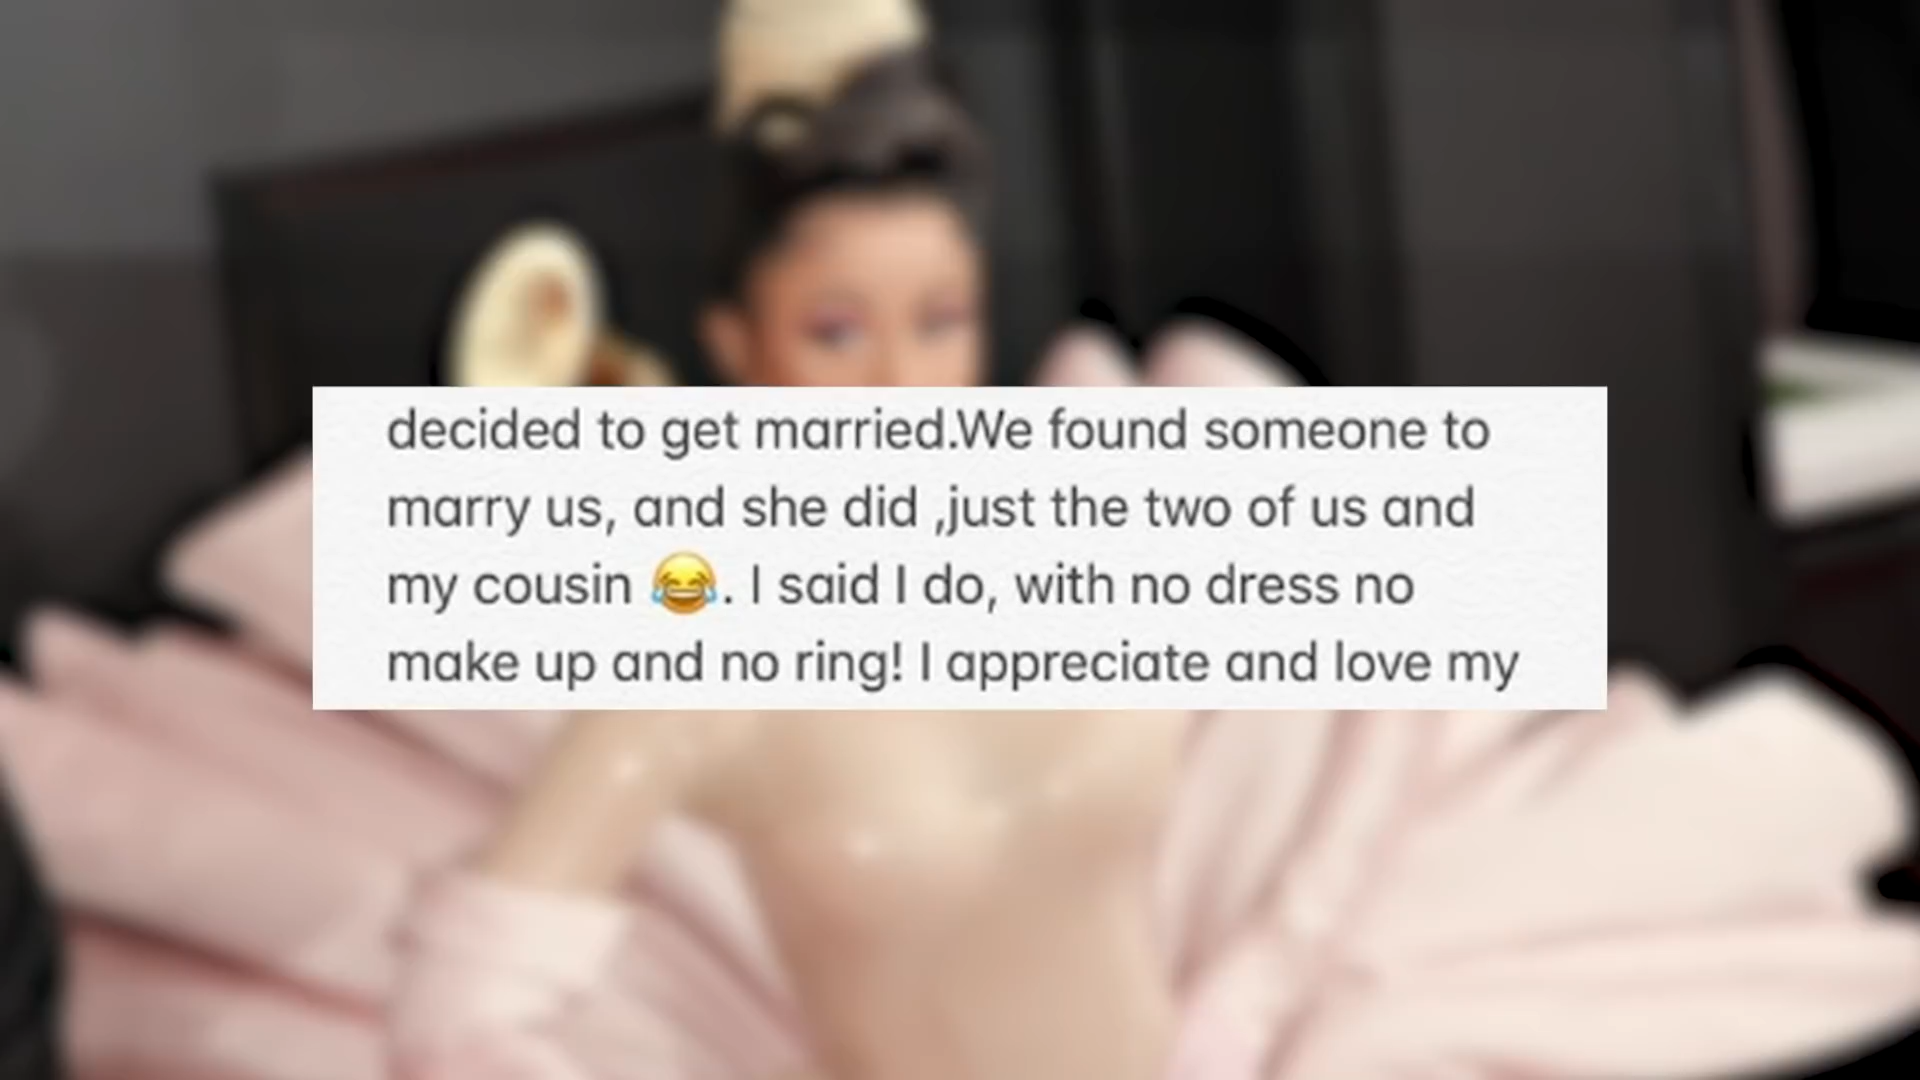 decided to get married.We found someone to
marry us, and she did ,just the two of us and
my cousin 😂. I said I do, with no dress no
make up and no ring! I appreciate and love my